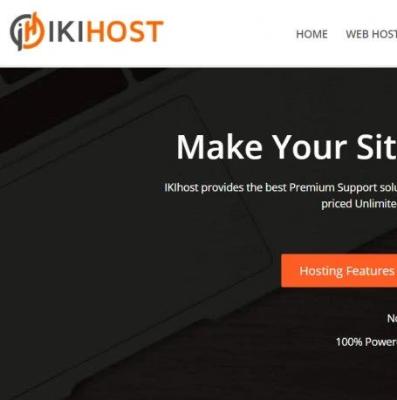 IKIHOST
HOME WEB HOST
Make Your Sit
IKIhost provides the best Premium Support solu
priced Unlimite
Hosting Features
No
100% Power